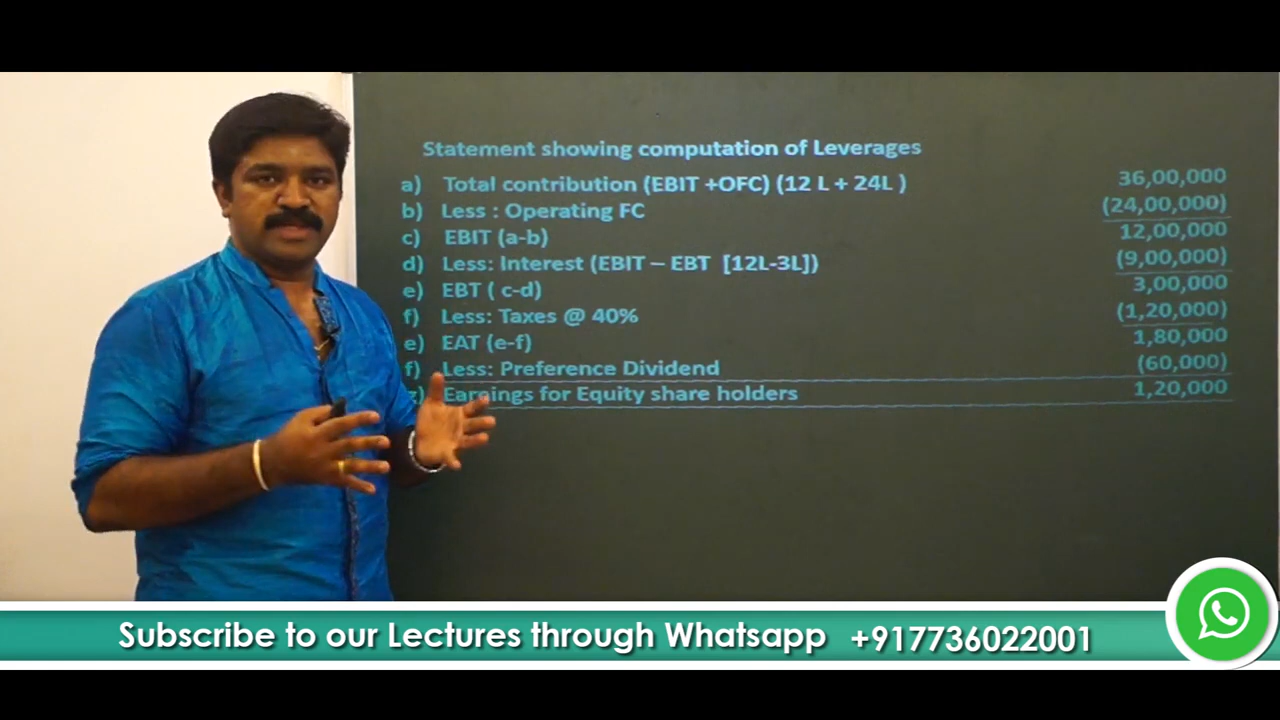 Statement showing computation of Leverages
a) Total contribution (EBIT +OFC) (12 L + 24L ) 36,00,000
b) Less : Operating FC (24,00,000)
c) EBIT (a-b) 12,00,000
d) Less: Interest (EBIT – EBT [12L-3L]) (9,00,000)
e) EBT ( c-d) 3,00,000
f) Less: Taxes @ 40% (1,20,000)
e) EAT (e-f) 1,80,000
f) Less: Preference Dividend (60,000)
g) Earnings for Equity share holders 1,20,000
Subscribe to our Lectures through Whatsapp +917736022001